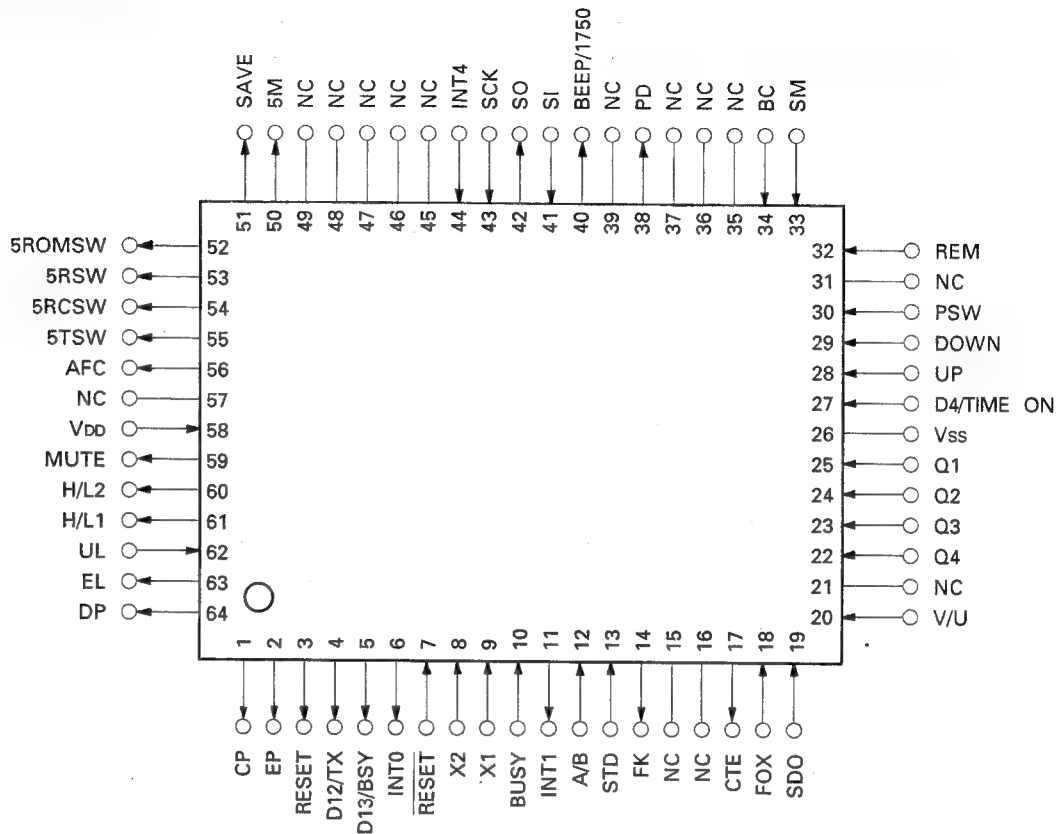 SAVE 5M NC NC NC NC NC INT4 SCK SO SI BEEP/1750 NC PD NC NC NC BC SM
51 50 49 48 47 46 45 44 43 42 41 40 39 38 37 36 35 34 33
5ROMSW 52
5RSW 53
5RCSW 54
5TSW 55
AFC 56
NC 57
VDD 58
MUTE 59
H/L2 60
H/L1 61
UL 62
EL 63
DP 64
32 REM
31 NC
30 PSW
29 DOWN
28 UP
27 D4/TIME ON
26 VSS
25 Q1
24 Q2
23 Q3
22 Q4
21 NC
20 V/U
1 2 3 4 5 6 7 8 9 10 11 12 13 14 15 16 17 18 19
CP EP RESET D12/TX D13/BSY INT0 RESET X2 X1 BUSY INT1 A/B STD FK NC NC CTE FOX SDO